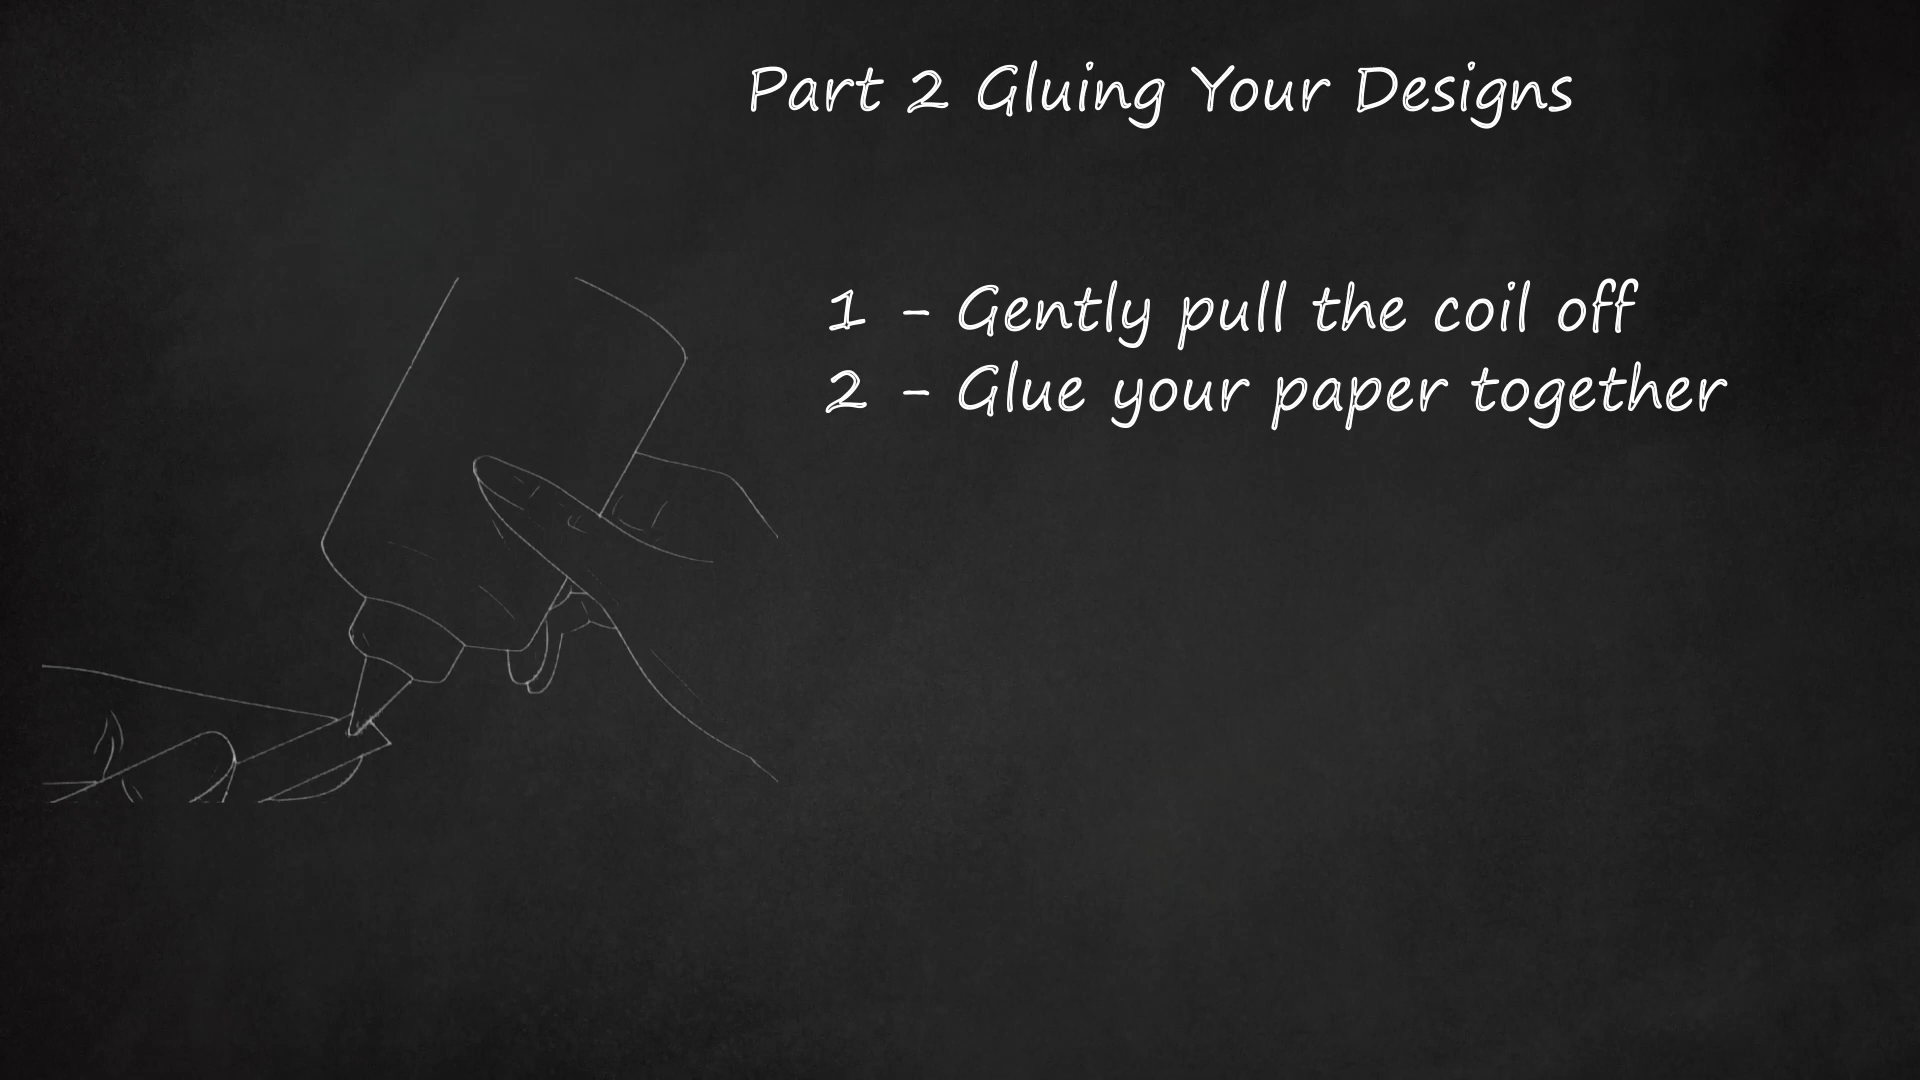 Part 2 Gluing Your Designs
1 - Gently pull the coil off
2 - Glue your paper together